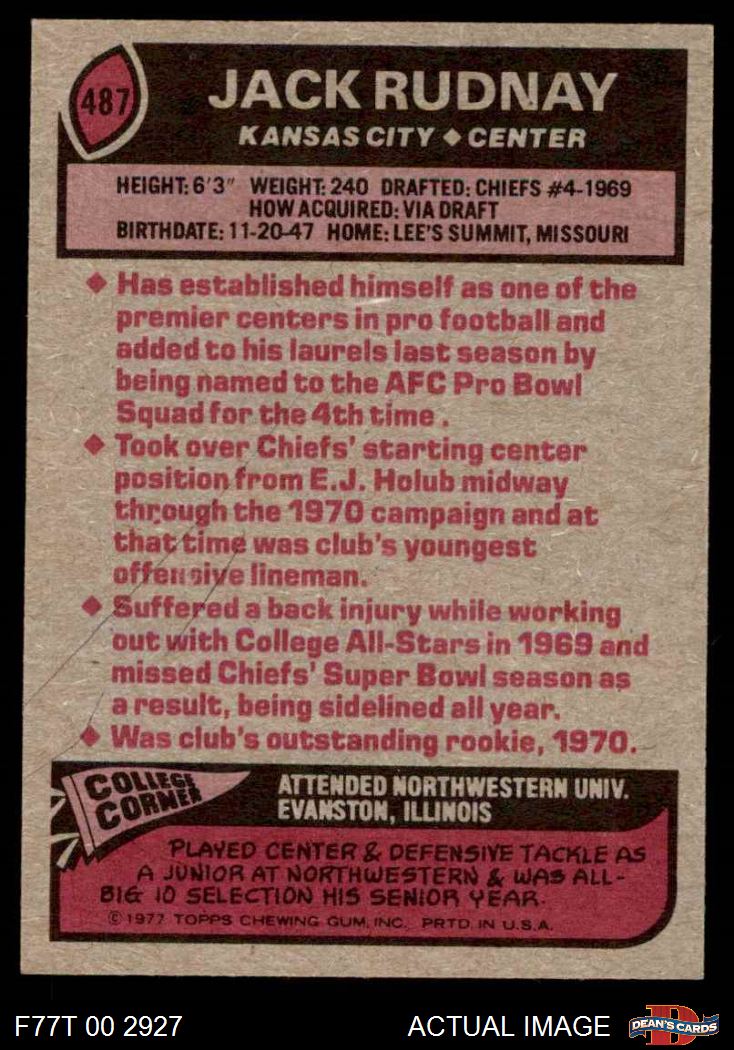 487
JACK RUDNAY
KANSAS CITY ◆ CENTER
HEIGHT: 6'3" WEIGHT: 240 DRAFTED: CHIEFS #4-1969
HOW ACQUIRED: VIA DRAFT
BIRTHDATE: 11-20-47 HOME: LEE'S SUMMIT, MISSOURI
◆ Has established himself as one of the
premier centers in pro football and
added to his laurels last season by
being named to the AFC Pro Bowl
Squad for the 4th time.
◆ Took over Chiefs' starting center
position from E.J. Holub midway
through the 1970 campaign and at
that time was club's youngest
offensive lineman.
◆ Suffered a back injury while working
out with College All-Stars in 1969 and
missed Chiefs' Super Bowl season as
a result, being sidelined all year.
◆ Was club's outstanding rookie, 1970.
COLLEGE
CORNER
ATTENDED NORTHWESTERN UNIV.
EVANSTON, ILLINOIS
PLAYED CENTER & DEFENSIVE TACKLE AS
A JUNIOR AT NORTHWESTERN & WAS ALL-
BIG 10 SELECTION HIS SENIOR YEAR.
© 1977 TOPPS CHEWING GUM, INC. PRTD. IN U.S.A.
F77T 00 2927
ACTUAL IMAGE
D
DEAN'S CARDS